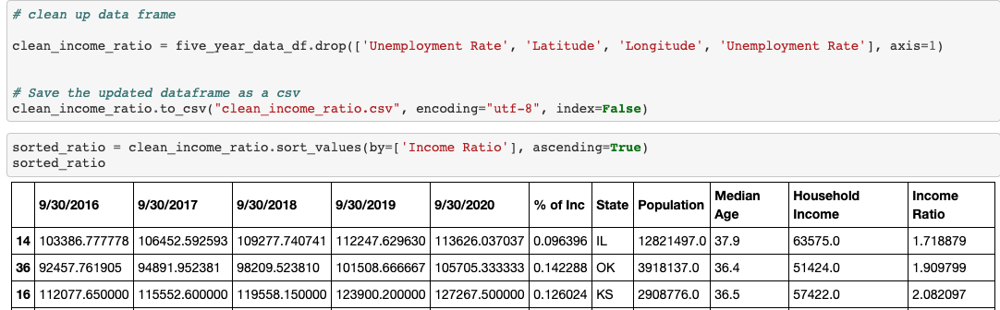 # clean up data frame
clean_income_ratio = five_year_data_df.drop(['Unemployment Rate', 'Latitude', 'Longitude', 'Unemployment Rate'], axis=1)
# Save the updated dataframe as a csv
clean_income_ratio.to_csv("clean_income_ratio.csv", encoding="utf-8", index=False)
sorted_ratio = clean_income_ratio.sort_values(by=['Income Ratio'], ascending=True)
sorted_ratio
9/30/2016 9/30/2017 9/30/2018 9/30/2019 9/30/2020 % of Inc State Population Median Age Household Income Income Ratio
14 103386.777778 106452.592593 109277.740741 112247.629630 113626.037037 0.096396 IL 12821497.0 37.9 63575.0 1.718879
36 92457.761905 94891.952381 98209.523810 101508.666667 105705.333333 0.142288 OK 3918137.0 36.4 51424.0 1.909799
16 112077.650000 115552.600000 119558.150000 123900.200000 127267.500000 0.126024 KS 2908776.0 36.5 57422.0 2.082097